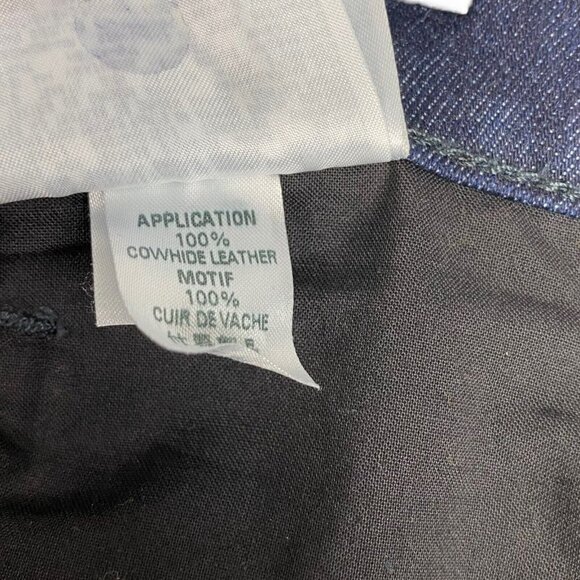 APPLICATION
100%
COWHIDE LEATHER
MOTIF
100%
CUIR DE VACHE